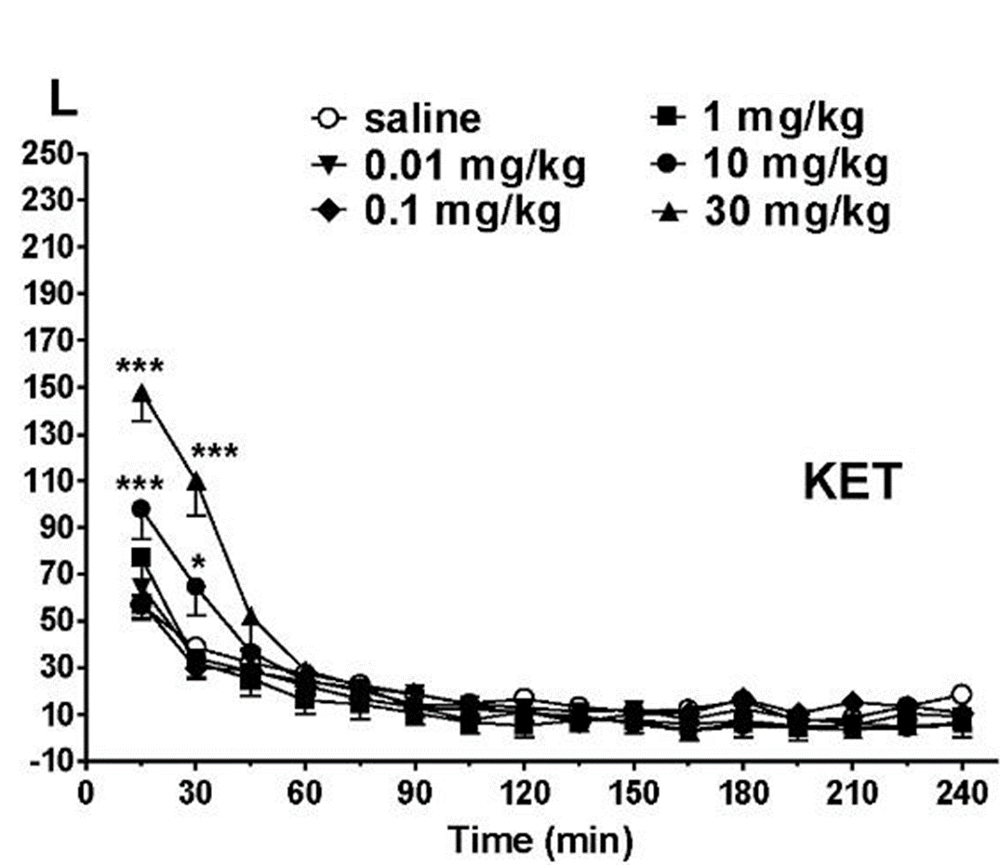 L
saline
1 mg/kg
0.01 mg/kg
10 mg/kg
0.1 mg/kg
30 mg/kg
250
230
210
190
170
150
130
110
90
70
50
30
10
-10
***
***
***
*
KET
0 30 60 90 120 150 180 210 240
Time (min)